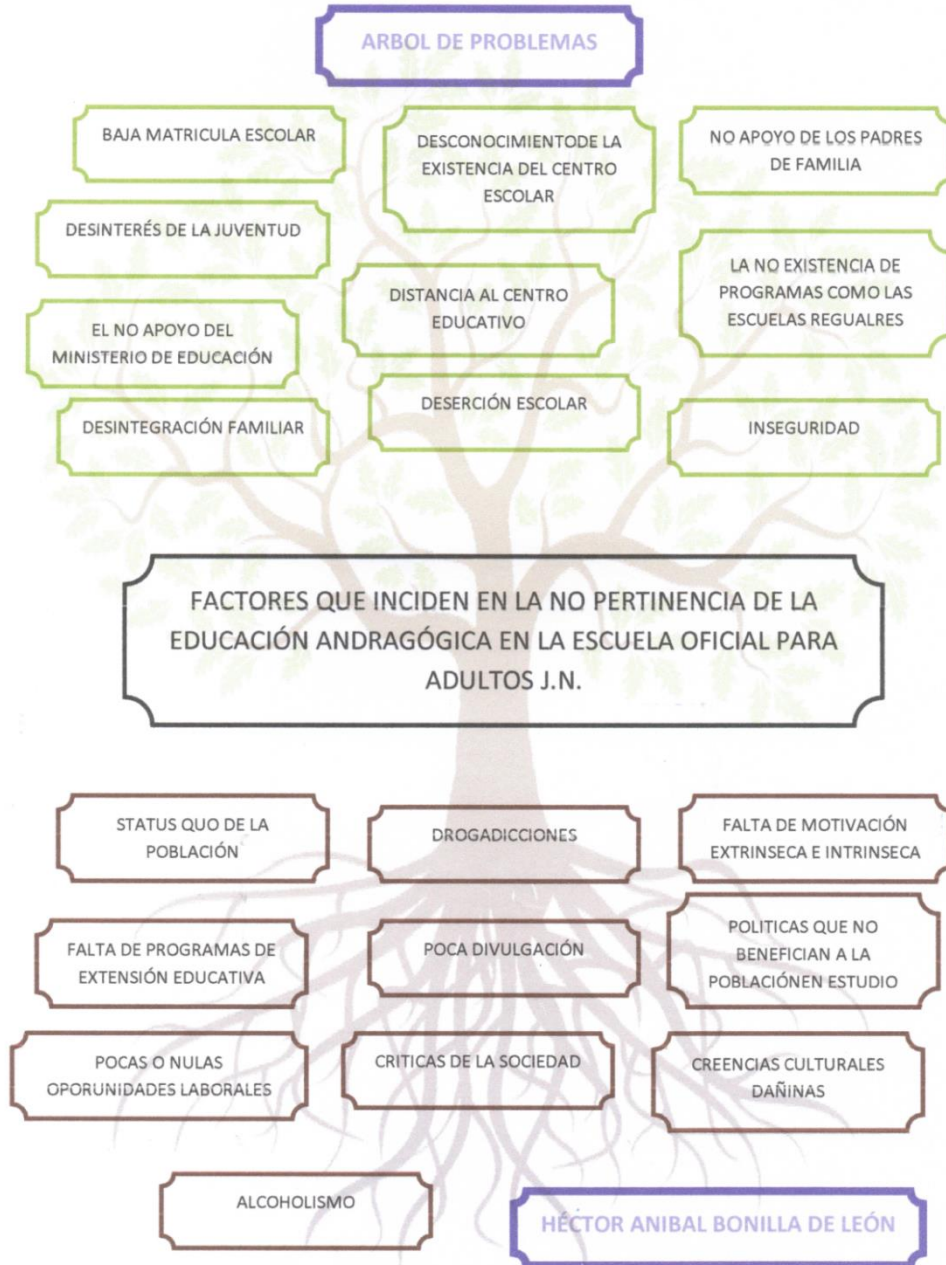 ARBOL DE PROBLEMAS
BAJA MATRICULA ESCOLAR
DESCONOCIMIENTODE LA
EXISTENCIA DEL CENTRO
ESCOLAR
NO APOYO DE LOS PADRES
DE FAMILIA
DESINTERÉS DE LA JUVENTUD
DISTANCIA AL CENTRO
EDUCATIVO
LA NO EXISTENCIA DE
PROGRAMAS COMO LAS
ESCUELAS REGUALRES
EL NO APOYO DEL
MINISTERIO DE EDUCACIÓN
DESERCIÓN ESCOLAR
DESINTEGRACIÓN FAMILIAR
INSEGURIDAD
FACTORES QUE INCIDEN EN LA NO PERTINENCIA DE LA
EDUCACIÓN ANDRAGÓGICA EN LA ESCUELA OFICIAL PARA
ADULTOS J.N.
STATUS QUO DE LA
POBLACIÓN
DROGADICCIONES
FALTA DE MOTIVACIÓN
EXTRINSECA E INTRINSECA
FALTA DE PROGRAMAS DE
EXTENSIÓN EDUCATIVA
POCA DIVULGACIÓN
POLITICAS QUE NO
BENEFICIAN A LA
POBLACIÓNEN ESTUDIO
POCAS O NULAS
OPORUNIDADES LABORALES
CRITICAS DE LA SOCIEDAD
CREENCIAS CULTURALES
DAÑINAS
ALCOHOLISMO
HÉCTOR ANIBAL BONILLA DE LEÓN